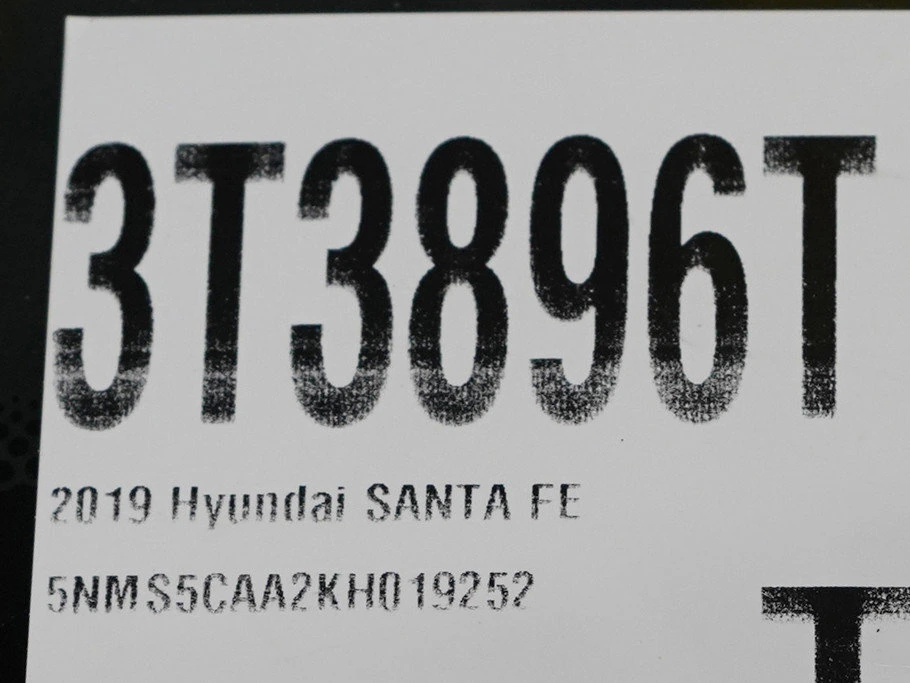 3T3896T
2019 Hyundai SANTA FE
5NMS5CAA2KH019252
T